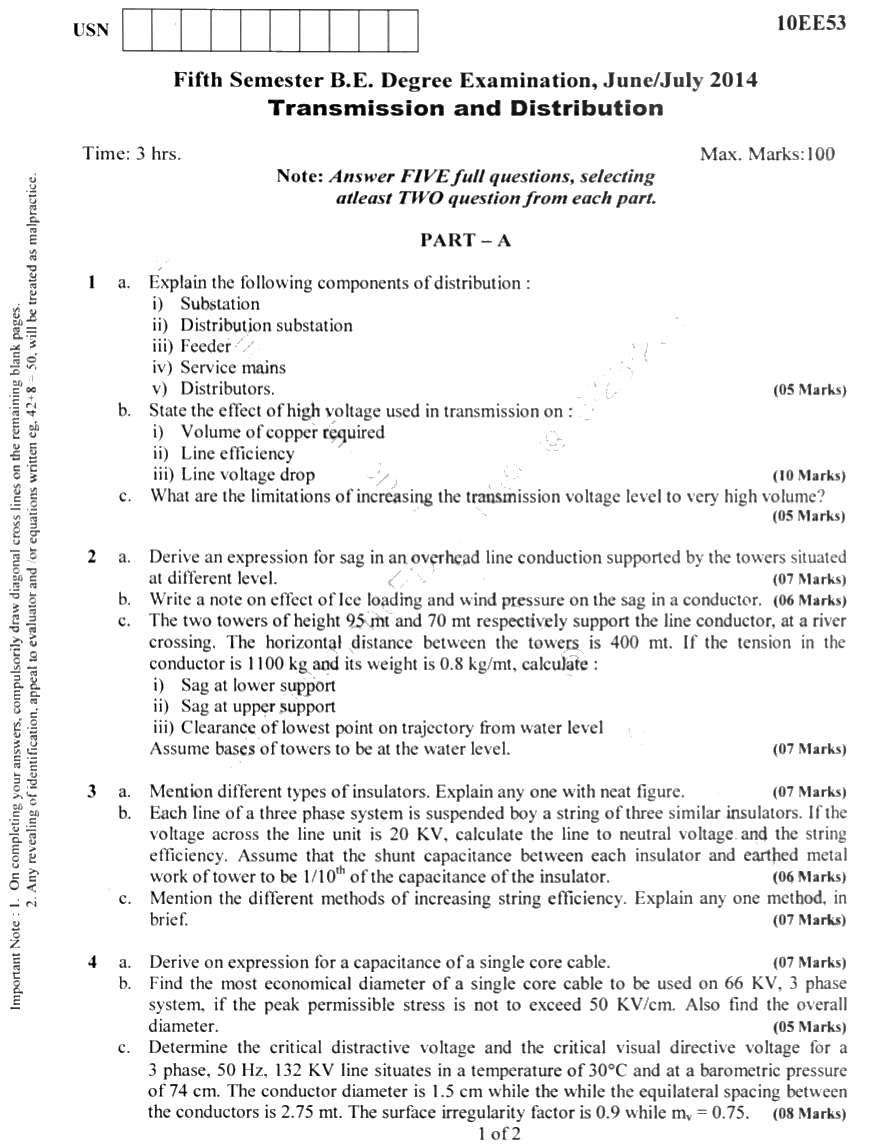 USN
10EE53
Fifth Semester B.E. Degree Examination, June/July 2014
Transmission and Distribution
Time: 3 hrs.
Max. Marks:100
Note: Answer FIVE full questions, selecting
atleast TWO question from each part.
PART – A
1 a. Explain the following components of distribution :
i) Substation
ii) Distribution substation
iii) Feeder
iv) Service mains
v) Distributors. (05 Marks)
b. State the effect of high voltage used in transmission on :
i) Volume of copper required
ii) Line efficiency
iii) Line voltage drop (10 Marks)
c. What are the limitations of increasing the transmission voltage level to very high volume?
(05 Marks)
2 a. Derive an expression for sag in an overhead line conduction supported by the towers situated
at different level. (07 Marks)
b. Write a note on effect of Ice loading and wind pressure on the sag in a conductor. (06 Marks)
c. The two towers of height 95 mt and 70 mt respectively support the line conductor, at a river
crossing. The horizontal distance between the towers is 400 mt. If the tension in the
conductor is 1100 kg and its weight is 0.8 kg/mt, calculate :
i) Sag at lower support
ii) Sag at upper support
iii) Clearance of lowest point on trajectory from water level
Assume bases of towers to be at the water level. (07 Marks)
3 a. Mention different types of insulators. Explain any one with neat figure. (07 Marks)
b. Each line of a three phase system is suspended boy a string of three similar insulators. If the
voltage across the line unit is 20 KV, calculate the line to neutral voltage and the string
efficiency. Assume that the shunt capacitance between each insulator and earthed metal
work of tower to be 1/10th of the capacitance of the insulator. (06 Marks)
c. Mention the different methods of increasing string efficiency. Explain any one method, in
brief. (07 Marks)
4 a. Derive on expression for a capacitance of a single core cable. (07 Marks)
b. Find the most economical diameter of a single core cable to be used on 66 KV, 3 phase
system, if the peak permissible stress is not to exceed 50 KV/cm. Also find the overall
diameter. (05 Marks)
c. Determine the critical distractive voltage and the critical visual directive voltage for a
3 phase, 50 Hz, 132 KV line situates in a temperature of 30°C and at a barometric pressure
of 74 cm. The conductor diameter is 1.5 cm while the while the equilateral spacing between
the conductors is 2.75 mt. The surface irregularity factor is 0.9 while mv = 0.75. (08 Marks)
1 of 2
Important Note : 1. On completing your answers, compulsorily draw diagonal cross lines on the remaining blank pages.
2. Any revealing of identification, appeal to evaluator and /or equations written eg, 42+8 = 50, will be treated as malpractice.